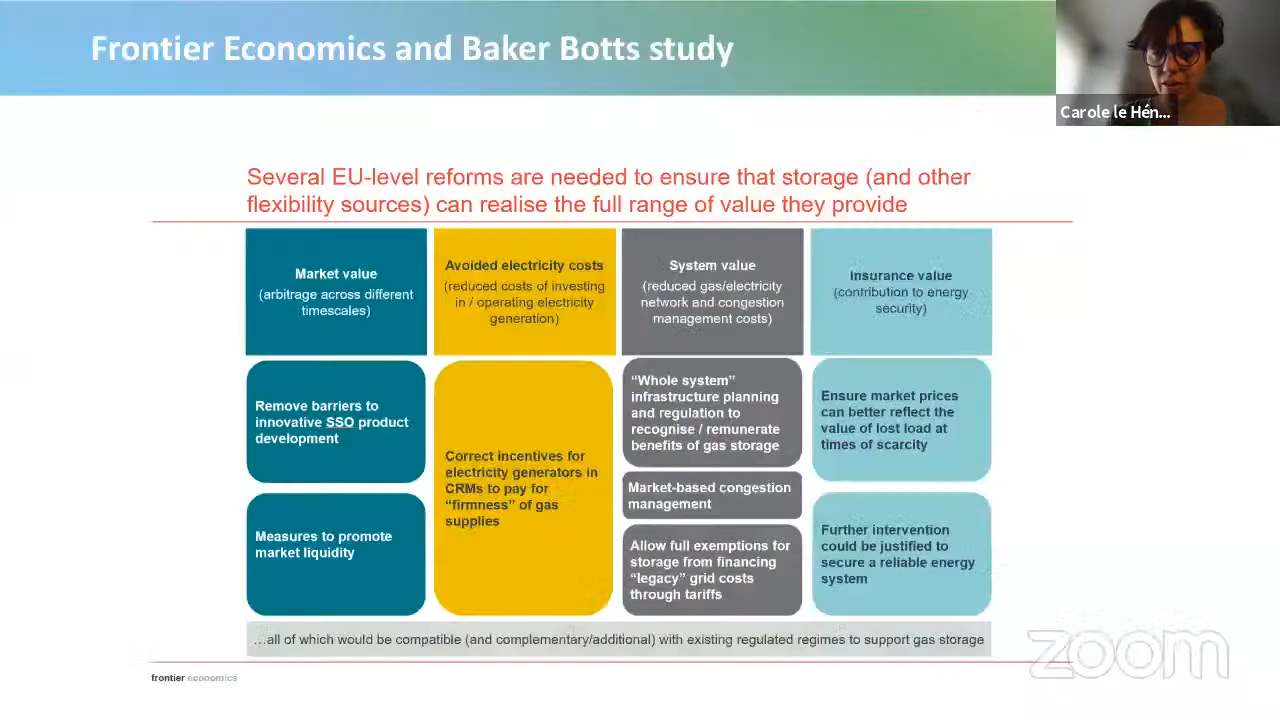 Frontier Economics and Baker Botts study
Carole le Hén...
Several EU-level reforms are needed to ensure that storage (and other
flexibility sources) can realise the full range of value they provide
Market value
(arbitrage across different
timescales)
Avoided electricity costs
(reduced costs of investing
in / operating electricity
generation)
System value
(reduced gas/electricity
network and congestion
management costs)
Insurance value
(contribution to energy
security)
Remove barriers to
innovative SSO product
development
Measures to promote
market liquidity
Correct incentives for
electricity generators in
CRMs to pay for
“firmness” of gas
supplies
“Whole system”
infrastructure planning
and regulation to
recognise / remunerate
benefits of gas storage
Market-based congestion
management
Allow full exemptions for
storage from financing
“legacy” grid costs
through tariffs
Ensure market prices
can better reflect the
value of lost load at
times of scarcity
Further intervention
could be justified to
secure a reliable energy
system
…all of which would be compatible (and complementary/additional) with existing regulated regimes to support gas storage
frontier economics
zoom